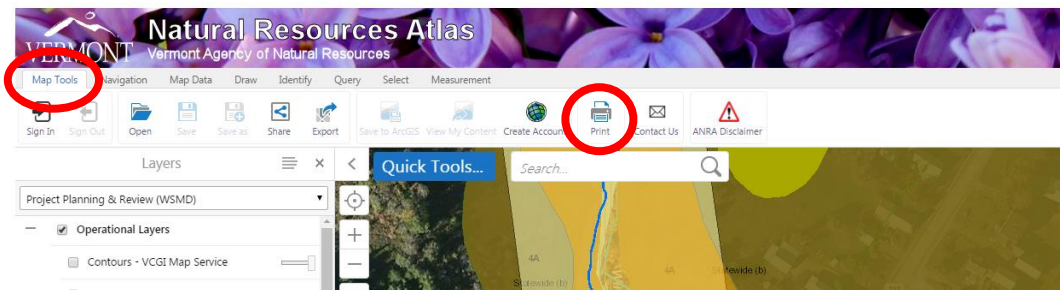 Natural Resources Atlas
VERMONT Vermont Agency of Natural Resources
Map Tools Navigation Map Data Draw Identify Query Select Measurement
Sign In Sign Out Open Save Save as Share Export Save to ArcGIS View My Content Create Account Print Contact Us ANRA Disclaimer
Layers
Quick Tools... Search...
Project Planning & Review (WSMD)
Operational Layers
Contours - VCGI Map Service
4A
4A Statewide (b)
Statewide (b)